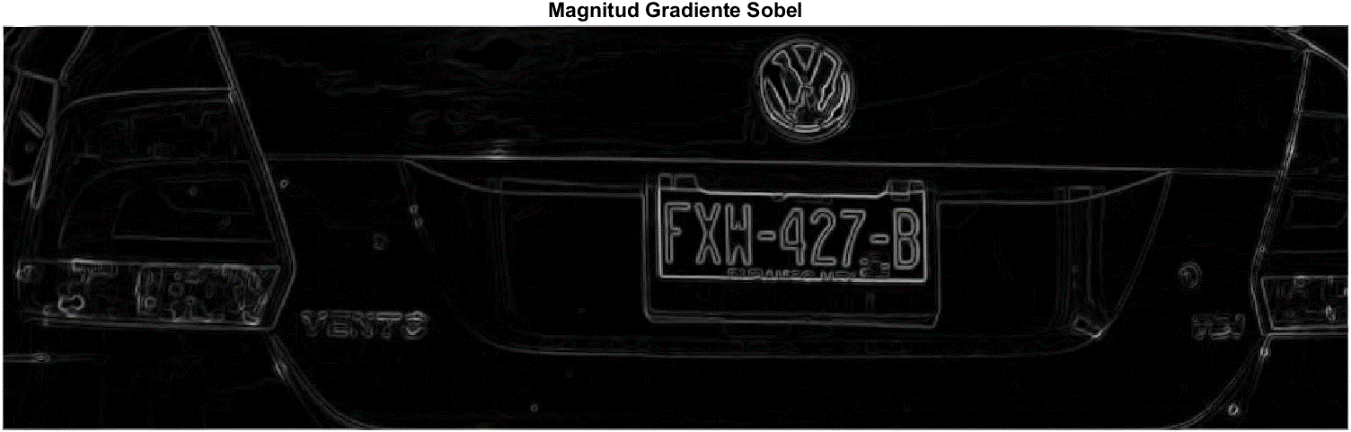 Magnitud Gradiente Sobel
FXW-427-B
VENTO